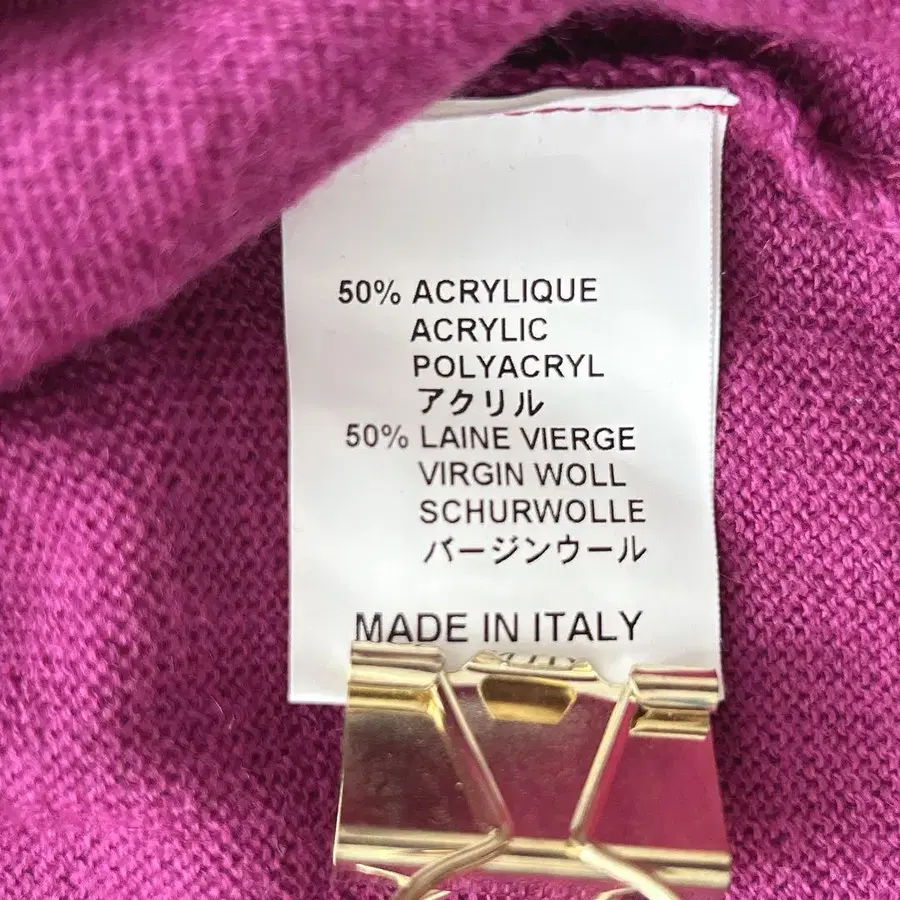 50% ACRYLIQUE
ACRYLIC
POLYACRYL
アクリル
50% LAINE VIERGE
VIRGIN WOLL
SCHURWOLLE
バージンウール
MADE IN ITALY